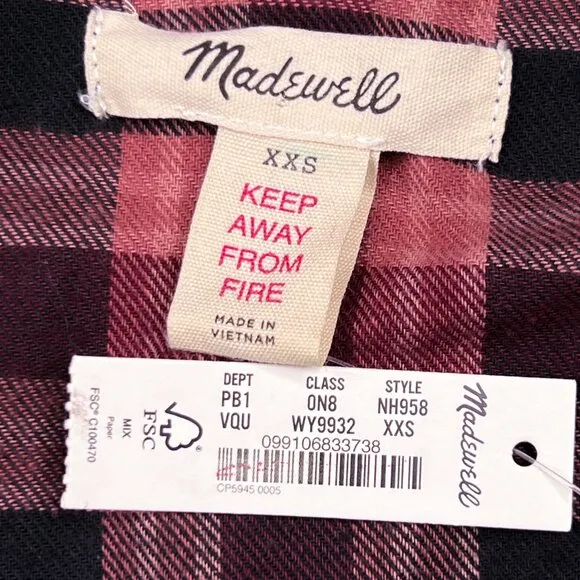 Madewell
XXS
KEEP
AWAY
FROM
FIRE
MADE IN
VIETNAM
DEPT CLASS STYLE
PB1 0N8 NH958
VQU WY9932 XXS
099106833738
CP5945 0005
FSC® C100470
Paper
MIX
FSC
®
Madewell